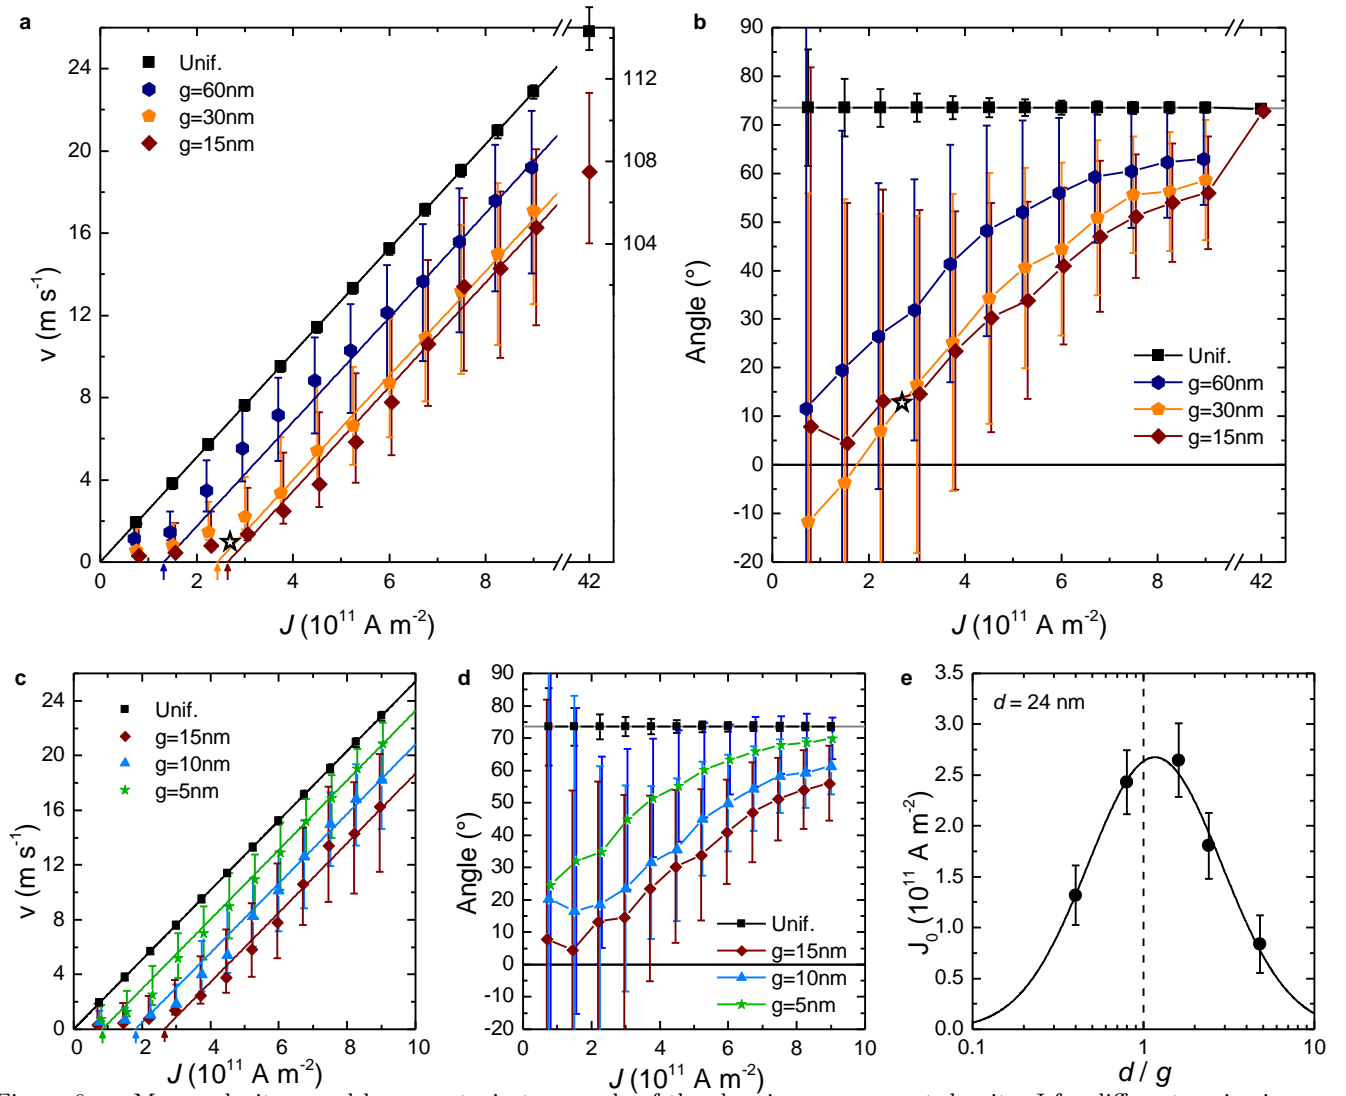 a
Unif.
g=60nm
g=30nm
g=15nm
24
20
16
12
8
4
0
112
108
104
v (m s-1)
0 2 4 6 8 42
J (10^11 A m^-2)
b
90
80
70
60
50
40
30
20
10
0
-10
-20
Angle (°)
Unif.
g=60nm
g=30nm
g=15nm
0 2 4 6 8 42
J (10^11 A m^-2)
c
24
20
16
12
8
4
0
v (m s-1)
Unif.
g=15nm
g=10nm
g=5nm
0 2 4 6 8 10
J (10^11 A m^-2)
d
90
80
70
60
50
40
30
20
10
0
-10
-20
Angle (°)
Unif.
g=15nm
g=10nm
g=5nm
0 2 4 6 8 10
J (10^11 A m^-2)
e
d = 24 nm
3.5
3.0
2.5
2.0
1.5
1.0
0.5
0.0
J0 (10^11 A m^-2)
0.1 1 10
d / g